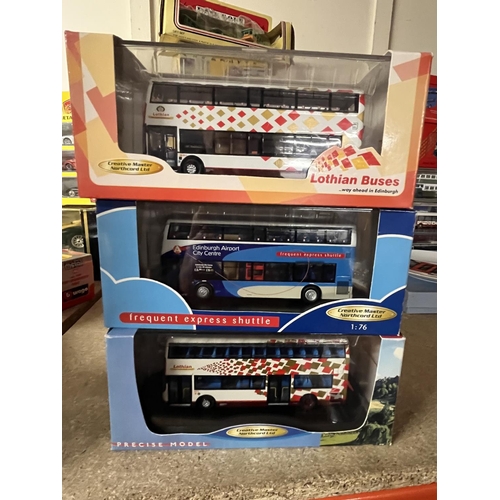 Lothian
Creative Master
Northcord Ltd
Lothian Buses
...way ahead in Edinburgh
Edinburgh Airport
City Centre
frequent express shuttle
frequent express shuttle
Creative Master
Northcord Ltd
1:76
Lothian
PRECISE MODEL
Creative Master
Northcord Ltd